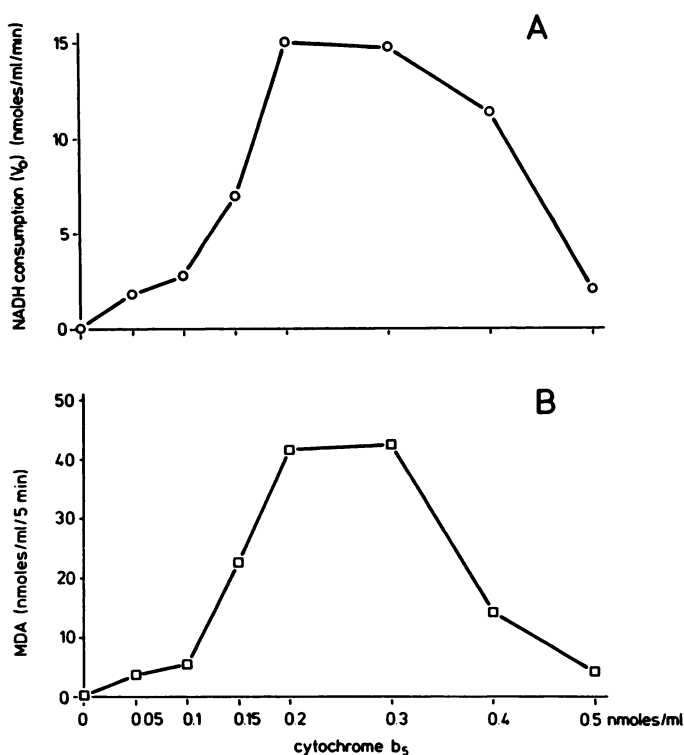 A
NADH consumption (V₀) (nmoles/ml/min)
15
10
5
0
B
MDA (nmoles/ml/5 min)
50
40
30
20
10
0
0 0.05 0.1 0.15 0.2 0.3 0.4 0.5 nmoles/ml
cytochrome b₅